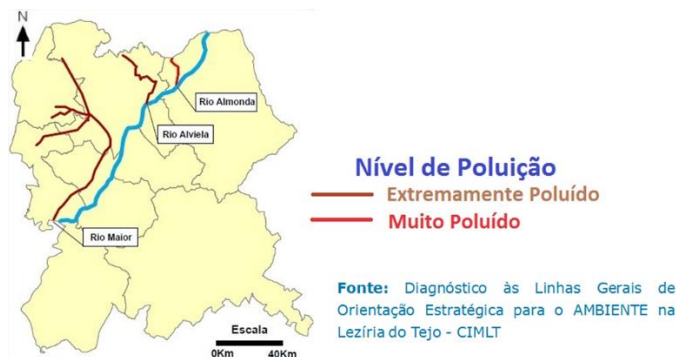 N
Rio Almonda
Rio Alviela
Rio Maior
Escala
0Km 40Km
Nível de Poluição
Extremamente Poluído
Muito Poluído
Fonte: Diagnóstico às Linhas Gerais de
Orientação Estratégica para o AMBIENTE na
Lezíria do Tejo - CIMLT